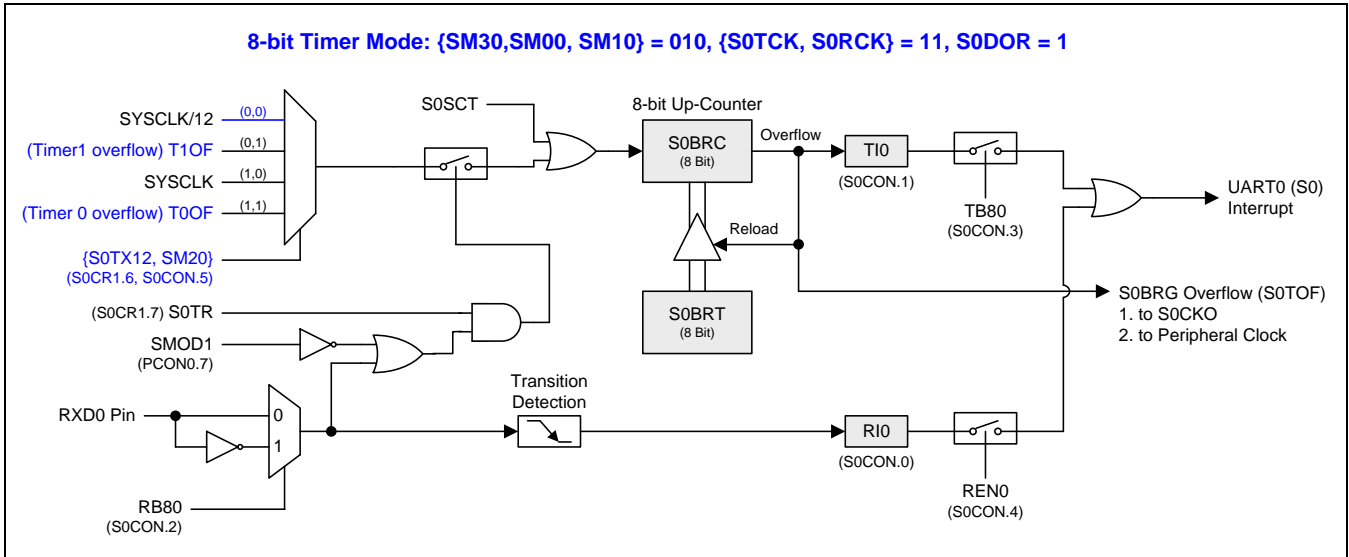 8-bit Timer Mode: {SM30,SM00, SM10} = 010, {S0TCK, S0RCK} = 11, S0DOR = 1
SYSCLK/12 (0,0)
(Timer1 overflow) T1OF (0,1)
SYSCLK (1,0)
(Timer 0 overflow) T0OF (1,1)
{S0TX12, SM20}
(S0CR1.6, S0CON.5)
(S0CR1.7) S0TR
SMOD1
(PCON0.7)
RXD0 Pin
0
1
RB80
(S0CON.2)
S0SCT
8-bit Up-Counter
S0BRC
(8 Bit)
Overflow
Reload
S0BRT
(8 Bit)
TI0
(S0CON.1)
TB80
(S0CON.3)
UART0 (S0)
Interrupt
S0BRG Overflow (S0TOF)
1. to S0CKO
2. to Peripheral Clock
Transition
Detection
RI0
(S0CON.0)
REN0
(S0CON.4)